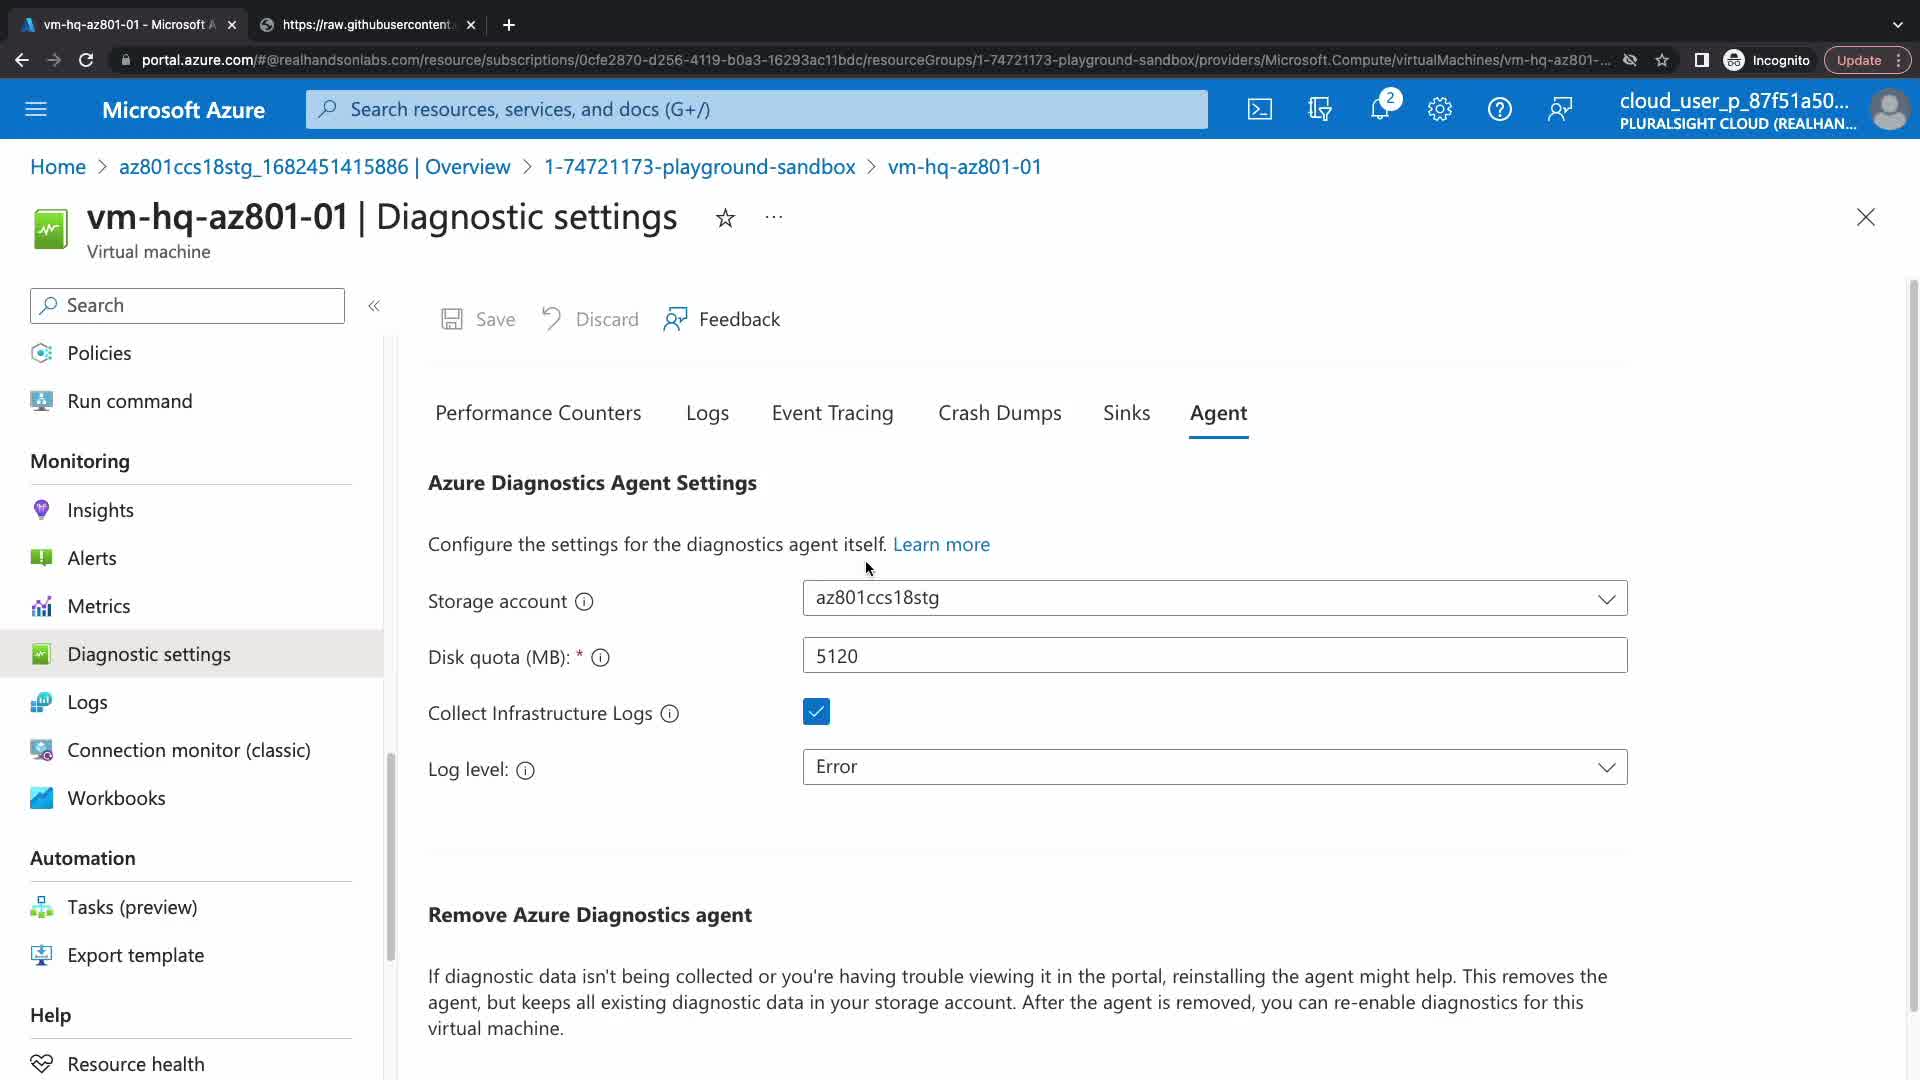 vm-hq-az801-01 - Microsoft A
https://raw.githubusercontent.
portal.azure.com/#@realhandsonlabs.com/resource/subscriptions/0cfe2870-d256-4119-b0a3-16293ac11bdc/resourceGroups/1-74721173-playground-sandbox/providers/Microsoft.Compute/virtualMachines/vm-hq-az801-...
Incognito
Update
Microsoft Azure
Search resources, services, and docs (G+/)
2
cloud_user_p_87f51a50...
PLURALSIGHT CLOUD (REALHAN...
Home > az801ccs18stg_1682451415886 | Overview > 1-74721173-playground-sandbox > vm-hq-az801-01
vm-hq-az801-01 | Diagnostic settings
Virtual machine
Search
Policies
Run command
Monitoring
Insights
Alerts
Metrics
Diagnostic settings
Logs
Connection monitor (classic)
Workbooks
Automation
Tasks (preview)
Export template
Help
Resource health
Save
Discard
Feedback
Performance Counters
Logs
Event Tracing
Crash Dumps
Sinks
Agent
Azure Diagnostics Agent Settings
Configure the settings for the diagnostics agent itself. Learn more
Storage account
az801ccs18stg
Disk quota (MB): *
5120
Collect Infrastructure Logs
Log level:
Error
Remove Azure Diagnostics agent
If diagnostic data isn't being collected or you're having trouble viewing it in the portal, reinstalling the agent might help. This removes the
agent, but keeps all existing diagnostic data in your storage account. After the agent is removed, you can re-enable diagnostics for this
virtual machine.